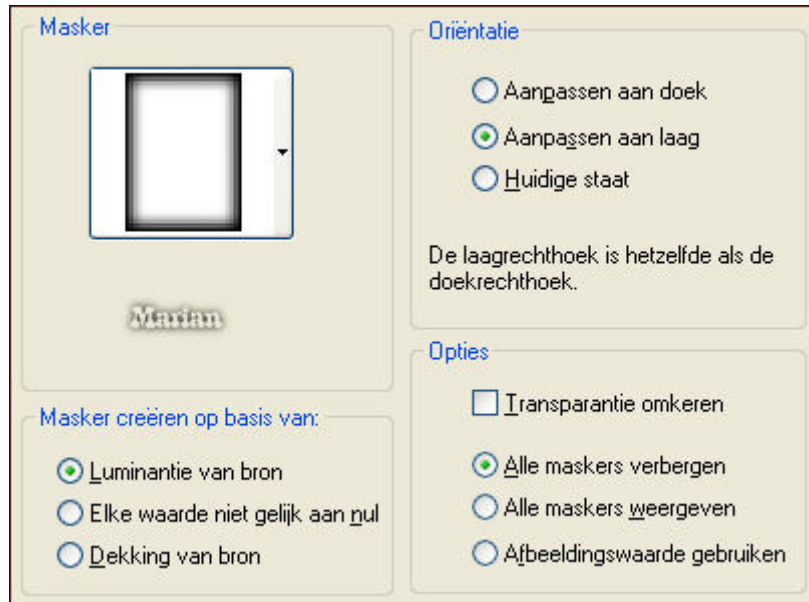 Masker
Marian
Masker creëren op basis van:
Luminantie van bron
Elke waarde niet gelijk aan nul
Dekking van bron
Oriëntatie
Aanpassen aan doek
Aanpassen aan laag
Huidige staat
De laagrechthoek is hetzelfde als de
doekrechthoek.
Opties
Transparantie omkeren
Alle maskers verbergen
Alle maskers weergeven
Afbeeldingswaarde gebruiken